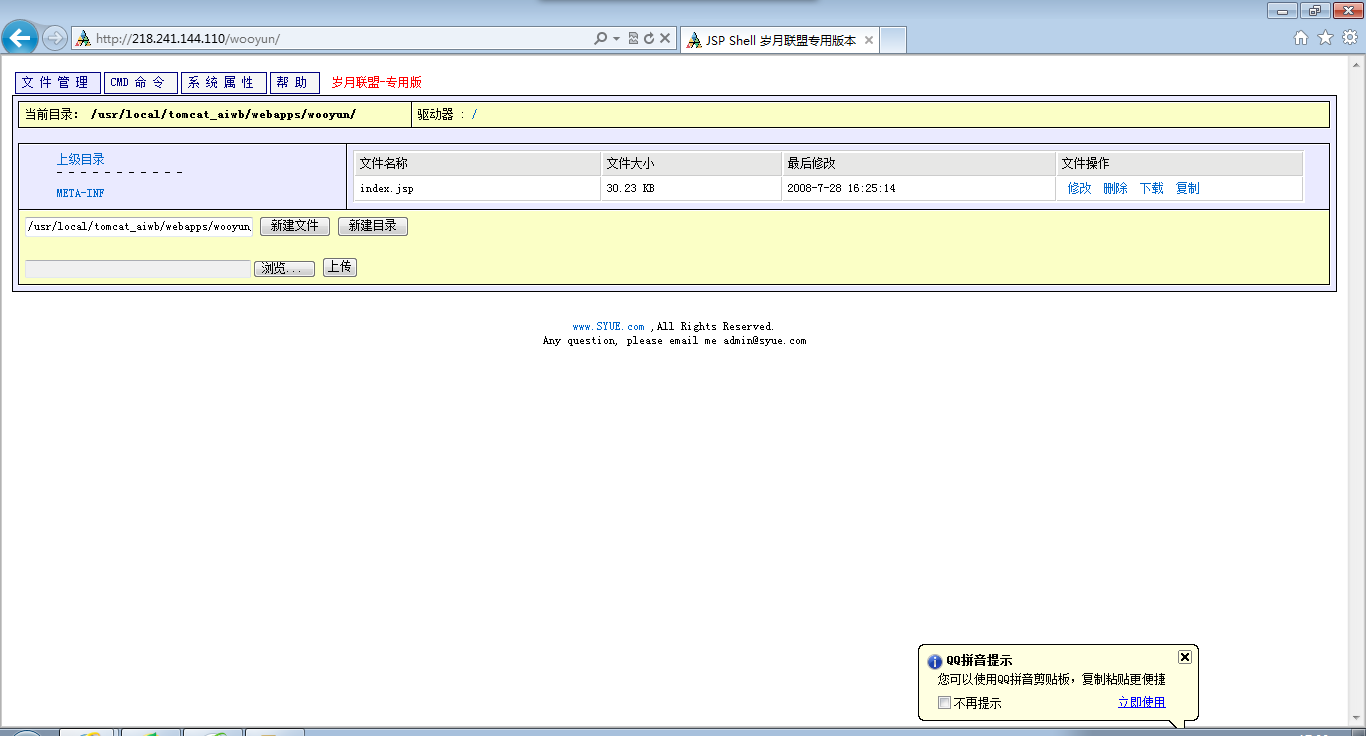 http://218.241.144.110/wooyun/
JSP Shell 岁月联盟专用版本
文件管理 CMD 命令 系统属性 帮助 岁月联盟-专用版
当前目录: /usr/local/tomcat_aiwb/webapps/wooyun/ 驱动器 : /
上级目录
- - - - - - - - - - -
META-INF
文件名称 文件大小 最后修改 文件操作
index.jsp 30.23 KB 2008-7-28 16:25:14 修改 删除 下载 复制
/usr/local/tomcat_aiwb/webapps/wooyun 新建文件 新建目录
浏览... 上传
www.SYUE.com ,All Rights Reserved.
Any question, please email me admin@syue.com
QQ拼音提示
您可以使用QQ拼音剪贴板，复制粘贴更便捷
不再提示 立即使用